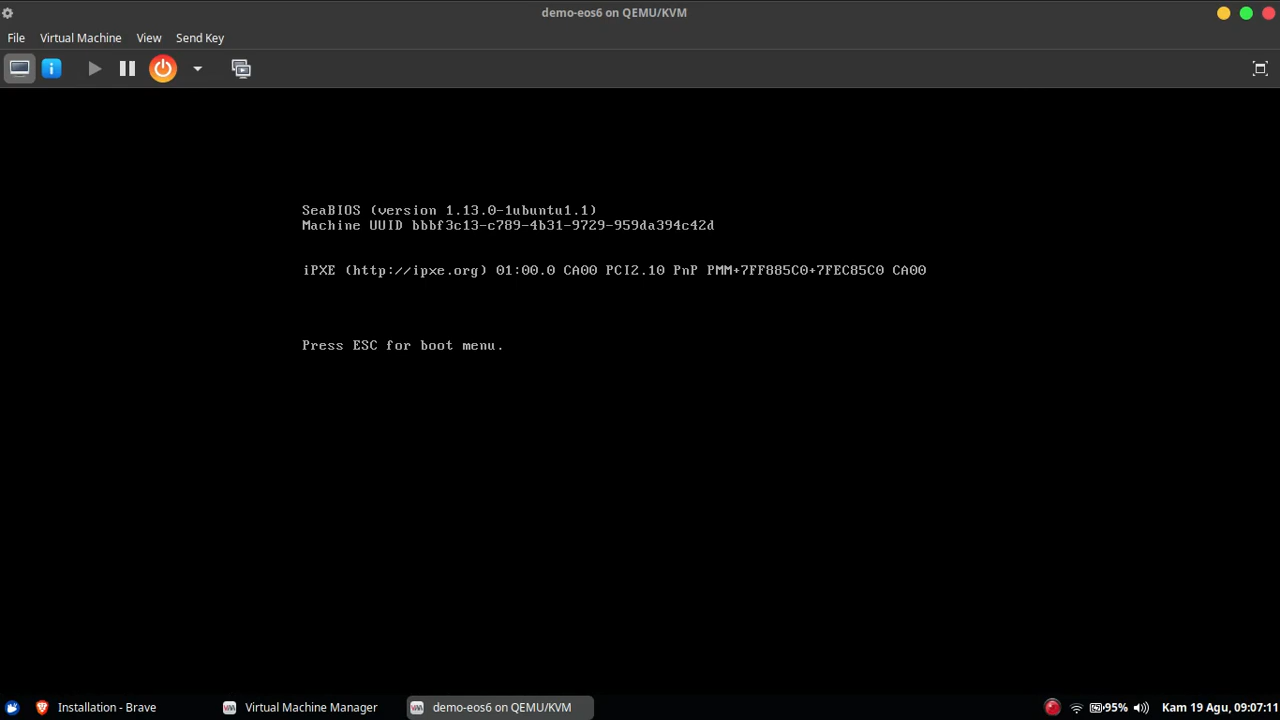 demo-eos6 on QEMU/KVM
File Virtual Machine View Send Key
SeaBIOS (version 1.13.0-1ubuntu1.1)
Machine UUID bbbf3c13-c789-4b31-9729-959da394c42d
iPXE (http://ipxe.org) 01:00.0 CA00 PCI2.10 PnP PMM+7FF885C0+7FEC85C0 CA00
Press ESC for boot menu.
Installation - Brave Virtual Machine Manager demo-eos6 on QEMU/KVM 95% Kam 19 Agu, 09:07:11